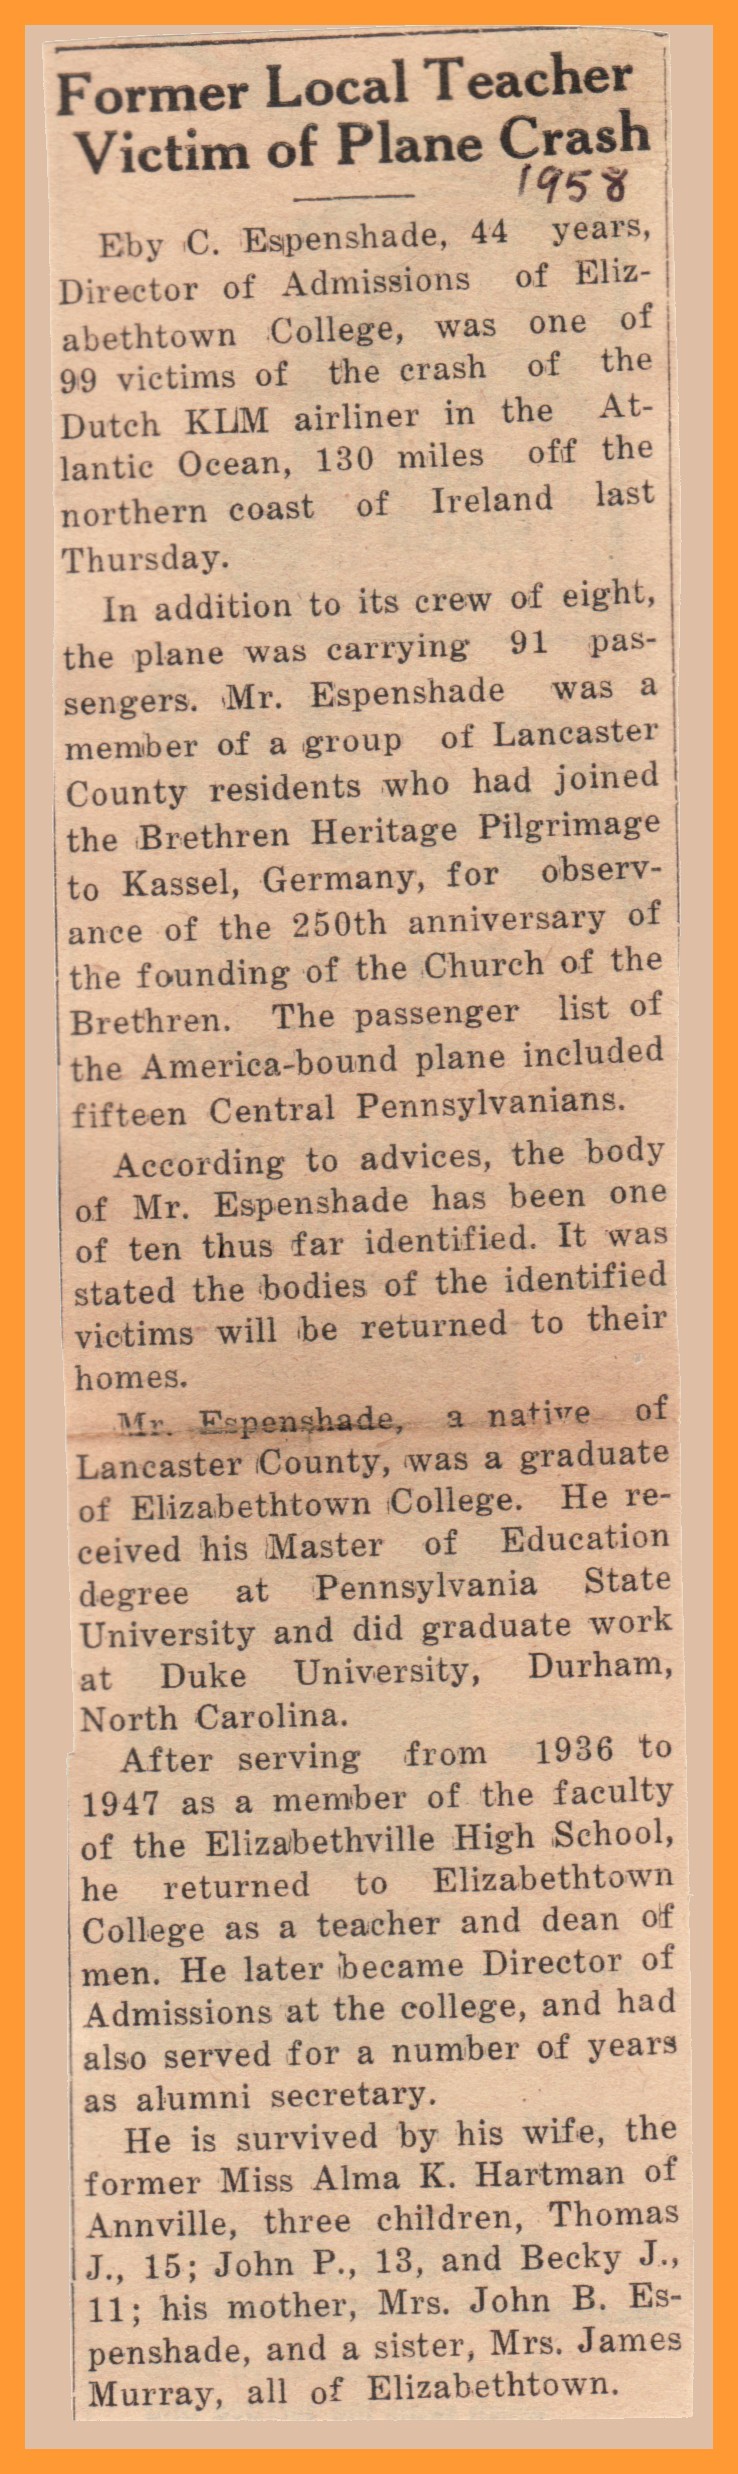 Former Local Teacher
Victim of Plane Crash
1958
Eby C. Espenshade, 44 years,
Director of Admissions of Eliz-
abethtown College, was one of
99 victims of the crash of the
Dutch KLM airliner in the At-
lantic Ocean, 130 miles off the
northern coast of Ireland last
Thursday.
In addition to its crew of eight,
the plane was carrying 91 pas-
sengers. Mr. Espenshade was a
member of a group of Lancaster
County residents who had joined
the Brethren Heritage Pilgrimage
to Kassel, Germany, for observ-
ance of the 250th anniversary of
the founding of the Church of the
Brethren. The passenger list of
the America-bound plane included
fifteen Central Pennsylvanians.
According to advices, the body
of Mr. Espenshade has been one
of ten thus far identified. It was
stated the bodies of the identified
victims will be returned to their
homes.
Mr. Espenshade, a native of
Lancaster County, was a graduate
of Elizabethtown College. He re-
ceived his Master of Education
degree at Pennsylvania State
University and did graduate work
at Duke University, Durham,
North Carolina.
After serving from 1936 to
1947 as a member of the faculty
of the Elizabethville High School,
he returned to Elizabethtown
College as a teacher and dean of
men. He later became Director of
Admissions at the college, and had
also served for a number of years
as alumni secretary.
He is survived by his wife, the
former Miss Alma K. Hartman of
Annville, three children, Thomas
J., 15; John P., 13, and Becky J.,
11; his mother, Mrs. John B. Es-
penshade, and a sister, Mrs. James
Murray, all of Elizabethtown.